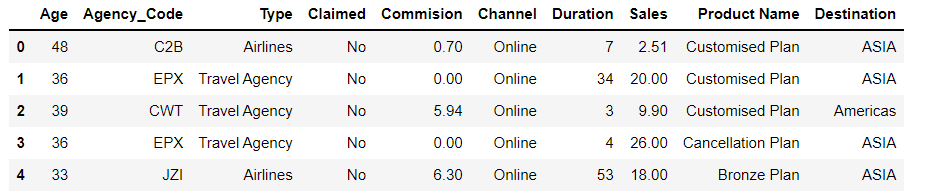 Age Agency_Code Type Claimed Commision Channel Duration Sales Product Name Destination
0 48 C2B Airlines No 0.70 Online 7 2.51 Customised Plan ASIA
1 36 EPX Travel Agency No 0.00 Online 34 20.00 Customised Plan ASIA
2 39 CWT Travel Agency No 5.94 Online 3 9.90 Customised Plan Americas
3 36 EPX Travel Agency No 0.00 Online 4 26.00 Cancellation Plan ASIA
4 33 JZI Airlines No 6.30 Online 53 18.00 Bronze Plan ASIA